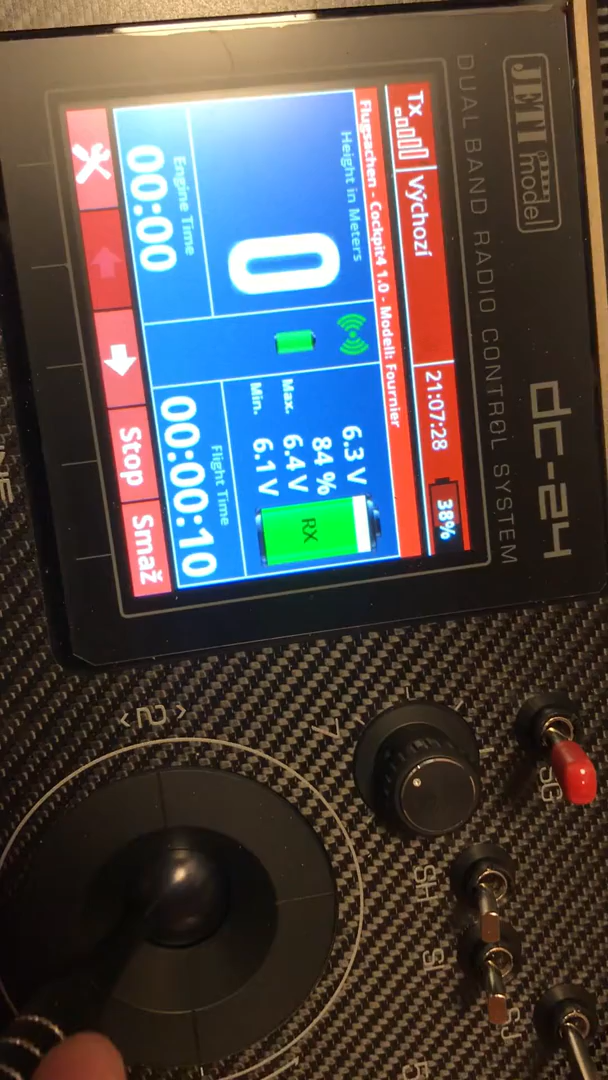 JETI
model
dc-24
DUAL BAND RADIO CONTROL SYSTEM
Tx
výchozí
21:07:28
38%
Flugsachen - Cockpit4 1.0 - Modell: Fournier
Height in Meters
0
6.3 V
84 %
Max. 6.4 V
Min. 6.1 V
RX
Engine Time
00:00
Flight Time
00:00:10
Stop
Smaž
SG
SH
SI
SJ